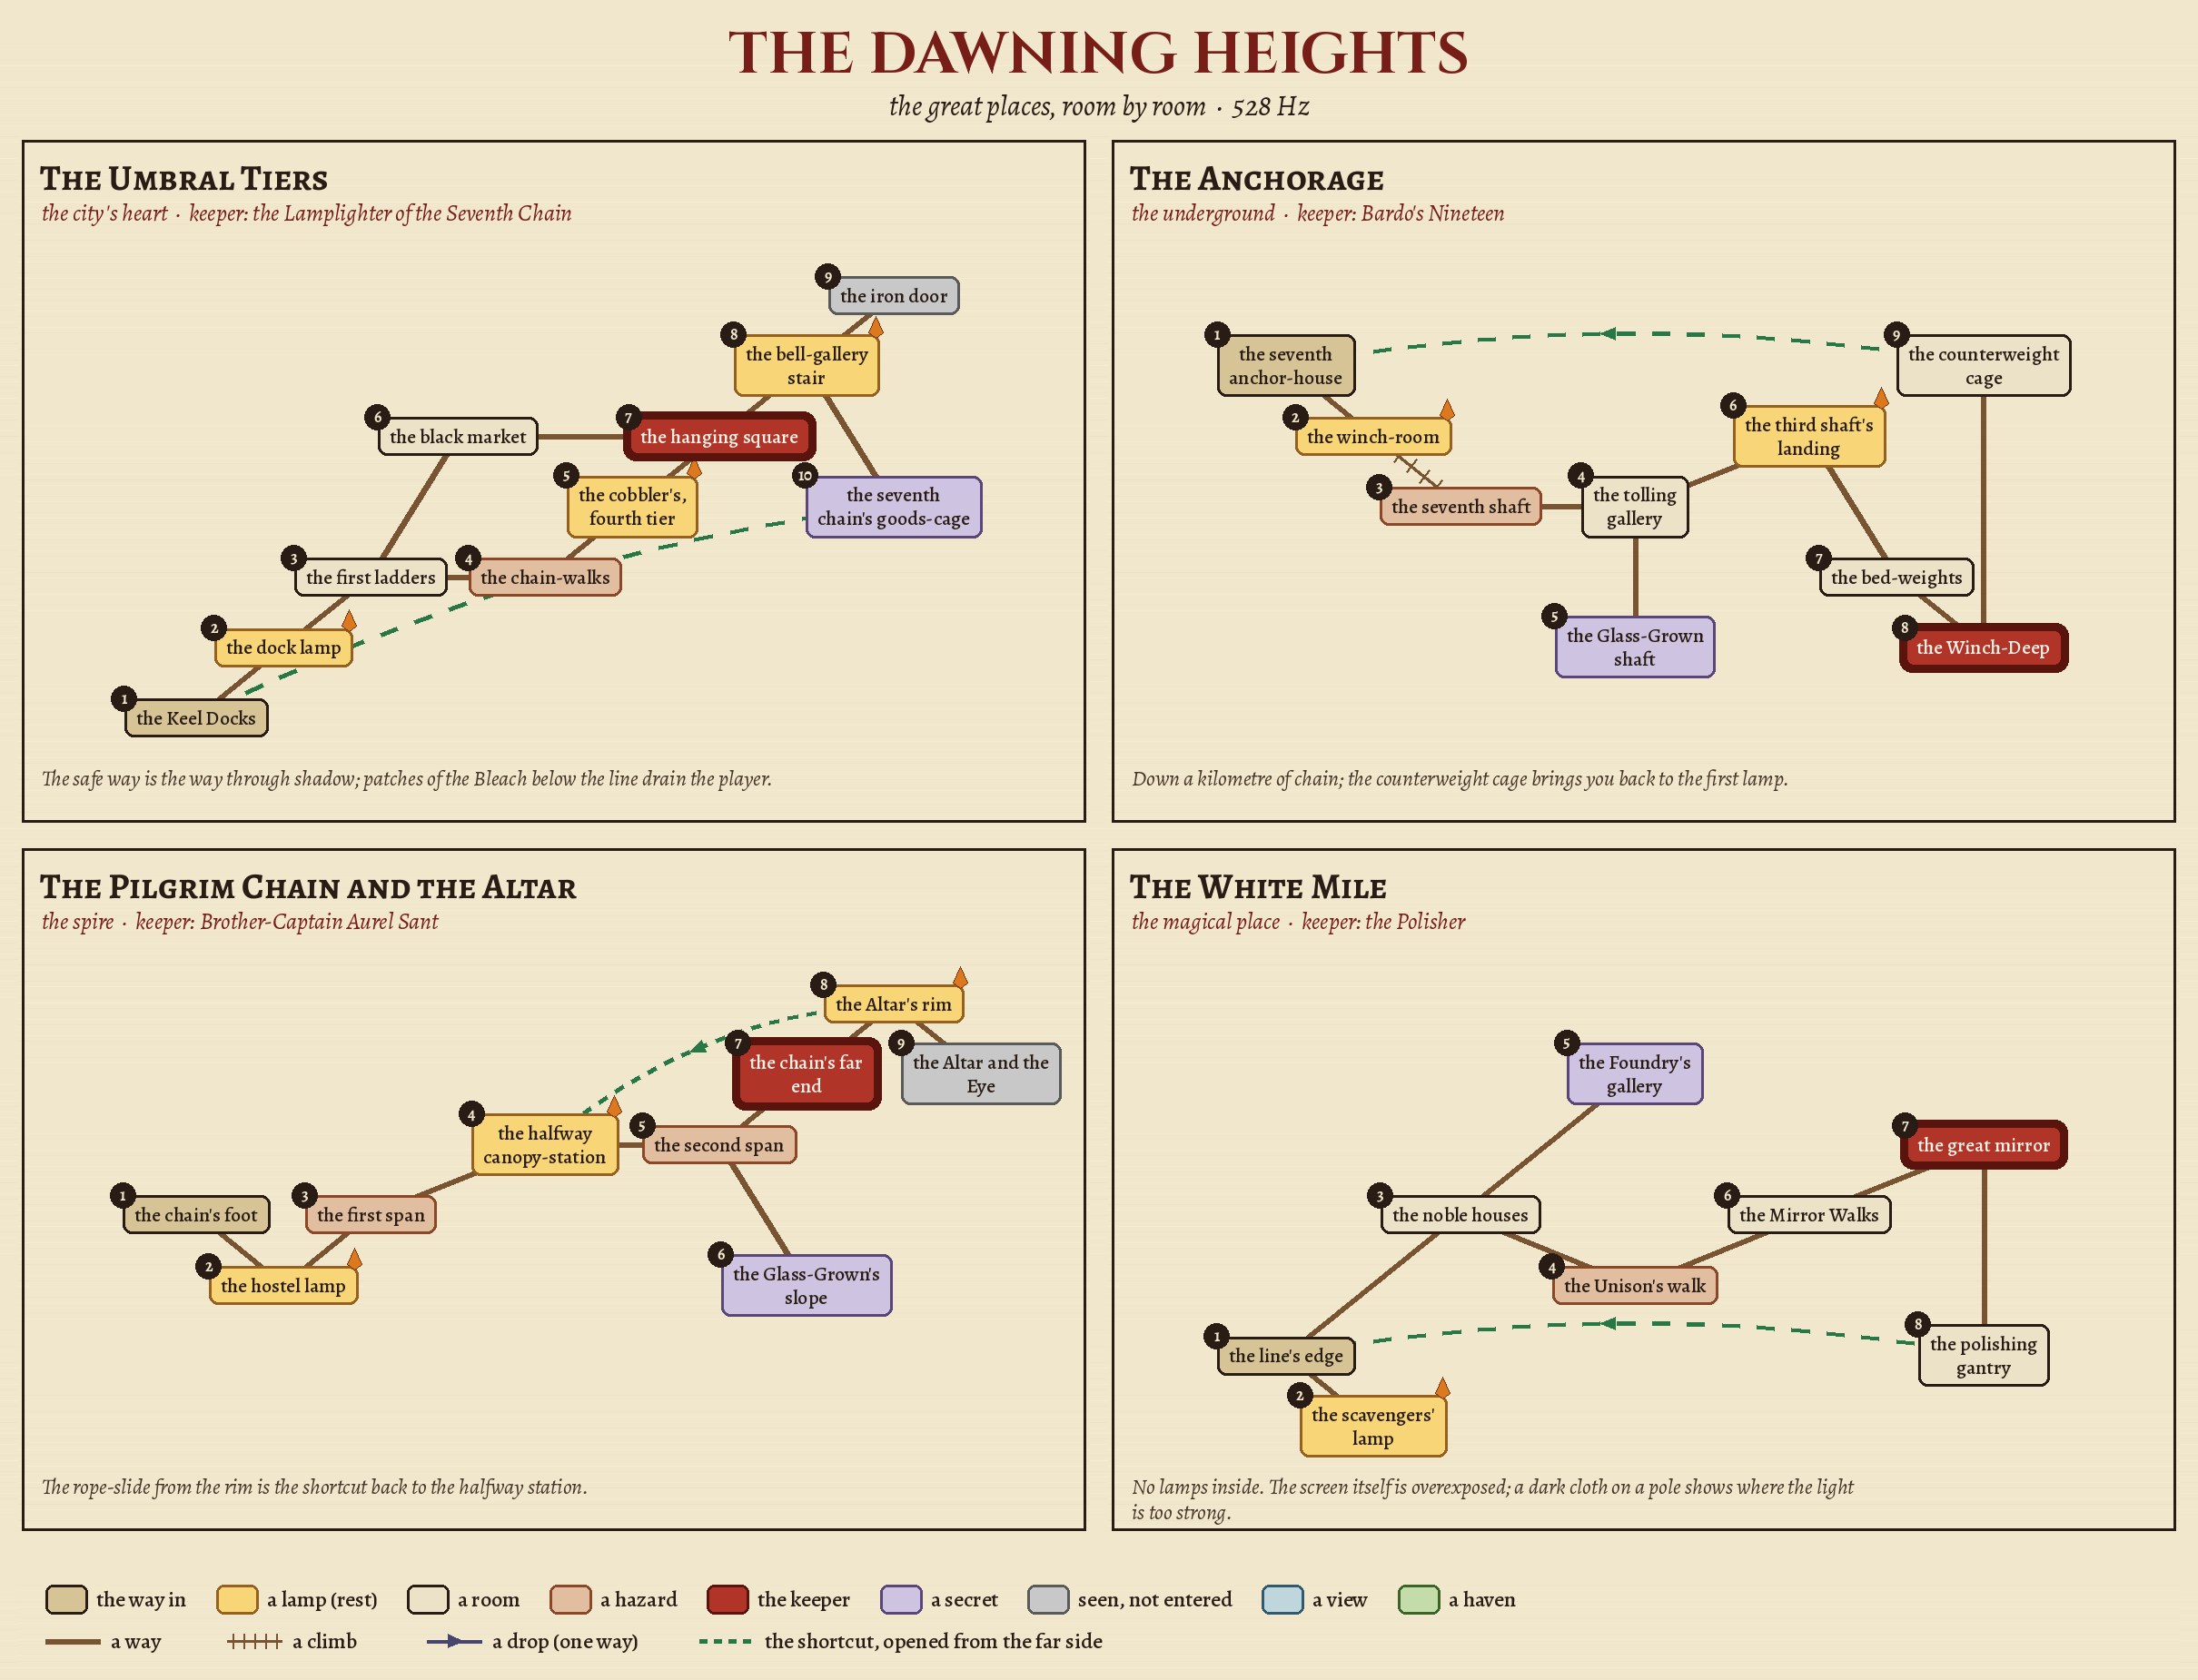 THE DAWNING HEIGHTS
the great places, room by room · 528 Hz
THE UMBRAL TIERS
the city's heart · keeper: the Lamplighter of the Seventh Chain
9
the iron door
8
the bell-gallery
stair
6
the black market
7
the hanging square
5
the cobbler's,
fourth tier
10
the seventh
chain's goods-cage
3
the first ladders
4
the chain-walks
2
the dock lamp
1
the Keel Docks
The safe way is the way through shadow; patches of the Bleach below the line drain the player.
THE ANCHORAGE
the underground · keeper: Bardo's Nineteen
1
the seventh
anchor-house
9
the counterweight
cage
2
the winch-room
6
the third shaft's
landing
3
the seventh shaft
4
the tolling
gallery
7
the bed-weights
5
the Glass-Grown
shaft
8
the Winch-Deep
Down a kilometre of chain; the counterweight cage brings you back to the first lamp.
THE PILGRIM CHAIN AND THE ALTAR
the spire · keeper: Brother-Captain Aurel Sant
8
the Altar's rim
7
the chain's far
end
9
the Altar and the
Eye
4
the halfway
canopy-station
5
the second span
1
the chain's foot
3
the first span
2
the hostel lamp
6
the Glass-Grown's
slope
The rope-slide from the rim is the shortcut back to the halfway station.
THE WHITE MILE
the magical place · keeper: the Polisher
5
the Foundry's
gallery
7
the great mirror
3
the noble houses
6
the Mirror Walks
4
the Unison's walk
1
the line's edge
8
the polishing
gantry
2
the scavengers'
lamp
No lamps inside. The screen itself is overexposed; a dark cloth on a pole shows where the light
is too strong.
the way in
a lamp (rest)
a room
a hazard
the keeper
a secret
seen, not entered
a view
a haven
a way
a climb
a drop (one way)
the shortcut, opened from the far side